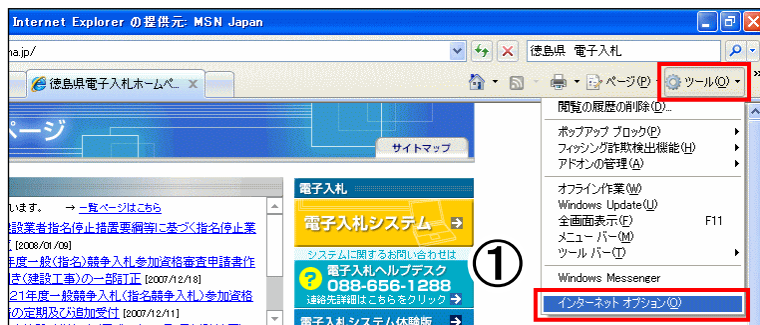 Internet Explorer の提供元: MSN Japan
na.jp/
徳島県 電子入札
徳島県電子入札ホームペ...
ページ(P)
ツール(O)
»
ージ
サイトマップ
閲覧の履歴の削除(D)...
ポップアップ ブロック(P)
フィッシング詐欺検出機能(H)
アドオンの管理(A)
オフライン作業(W)
Windows Update(U)
全画面表示(F) F11
メニュー バー(M)
ツール バー(T)
Windows Messenger
インターネット オプション(O)
①
います。 → 一覧ページはこちら
設業者指名停止措置要綱等に基づく指名停止業
[2008/01/09]
年度一般(指名)競争入札参加資格審査申請書作
き(建設工事)の一部訂正 [2007/12/18]
21年度一般競争入札(指名競争入札)参加資格
の定期及び追加受付 [2007/12/11]
電子入札
電子入札システム
システムに関するお問い合わせは
電子入札ヘルプデスク
088-656-1288
連絡先詳細はこちらをクリック
電子入札システム体験版